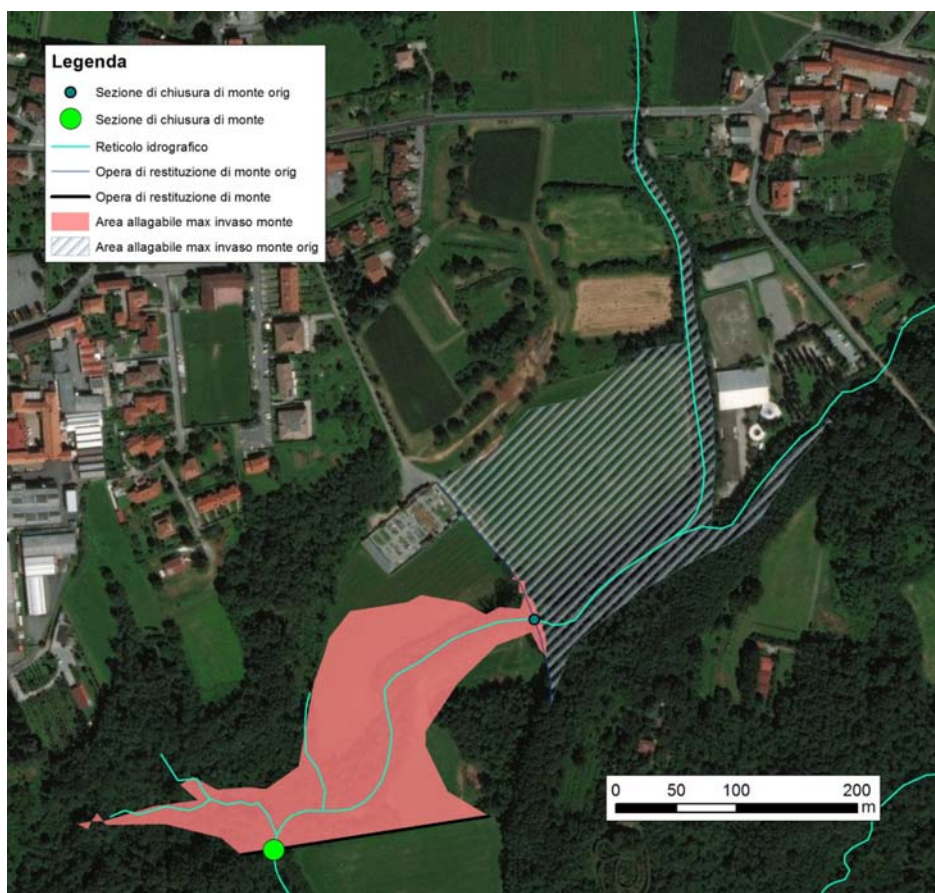 Legenda
Sezione di chiusura di monte orig
Sezione di chiusura di monte
Reticolo idrografico
Opera di restituzione di monte orig
Opera di restituzione di monte
Area allagabile max invaso monte
Area allagabile max invaso monte orig
0 50 100 200
m